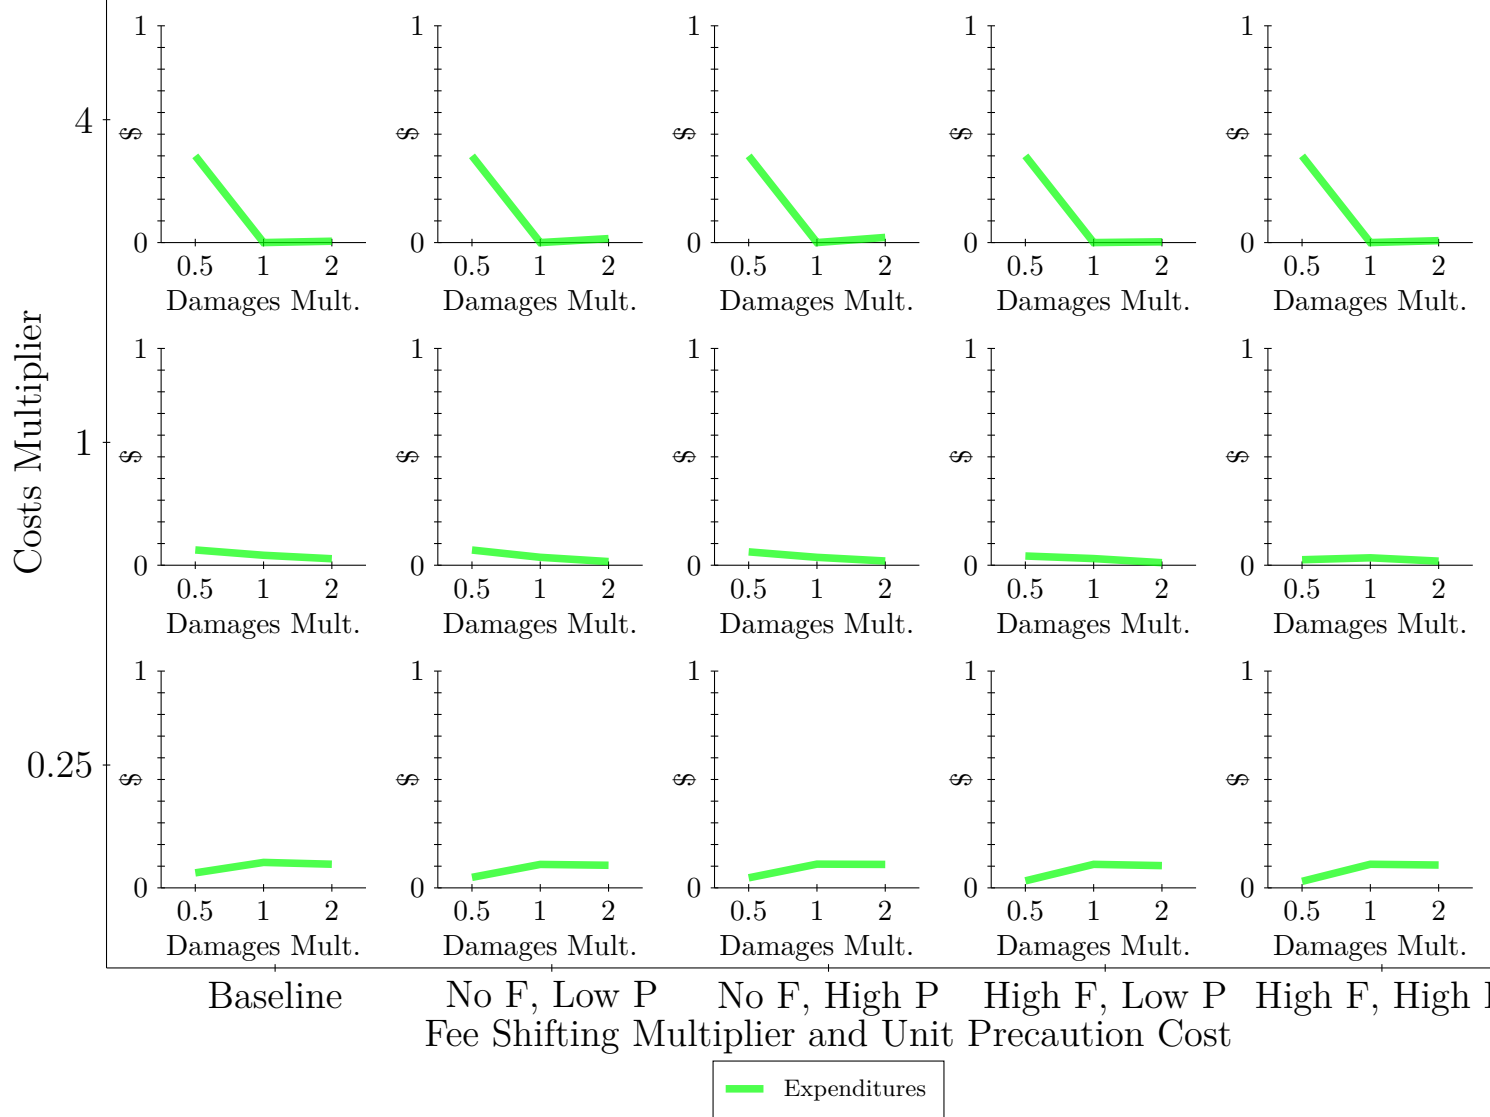 1
$
0
0.5 1 2
Damages Mult.
1
$
0
0.5 1 2
Damages Mult.
1
$
0
0.5 1 2
Damages Mult.
1
$
0
0.5 1 2
Damages Mult.
1
$
0
0.5 1 2
Damages Mult.
4
1
$
0
0.5 1 2
Damages Mult.
1
$
0
0.5 1 2
Damages Mult.
1
$
0
0.5 1 2
Damages Mult.
1
$
0
0.5 1 2
Damages Mult.
1
$
0
0.5 1 2
Damages Mult.
1
Costs Multiplier
1
$
0
0.5 1 2
Damages Mult.
1
$
0
0.5 1 2
Damages Mult.
1
$
0
0.5 1 2
Damages Mult.
1
$
0
0.5 1 2
Damages Mult.
1
$
0
0.5 1 2
Damages Mult.
0.25
Baseline
No F, Low P
No F, High P
High F, Low P
High F, High
Fee Shifting Multiplier and Unit Precaution Cost
Expenditures